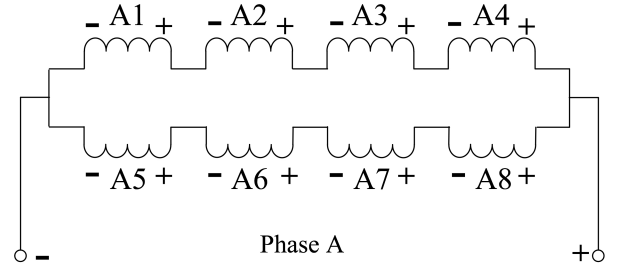 - A1 + - A2 + - A3 + - A4 +
- A5 + - A6 + - A7 + - A8 +
- Phase A +